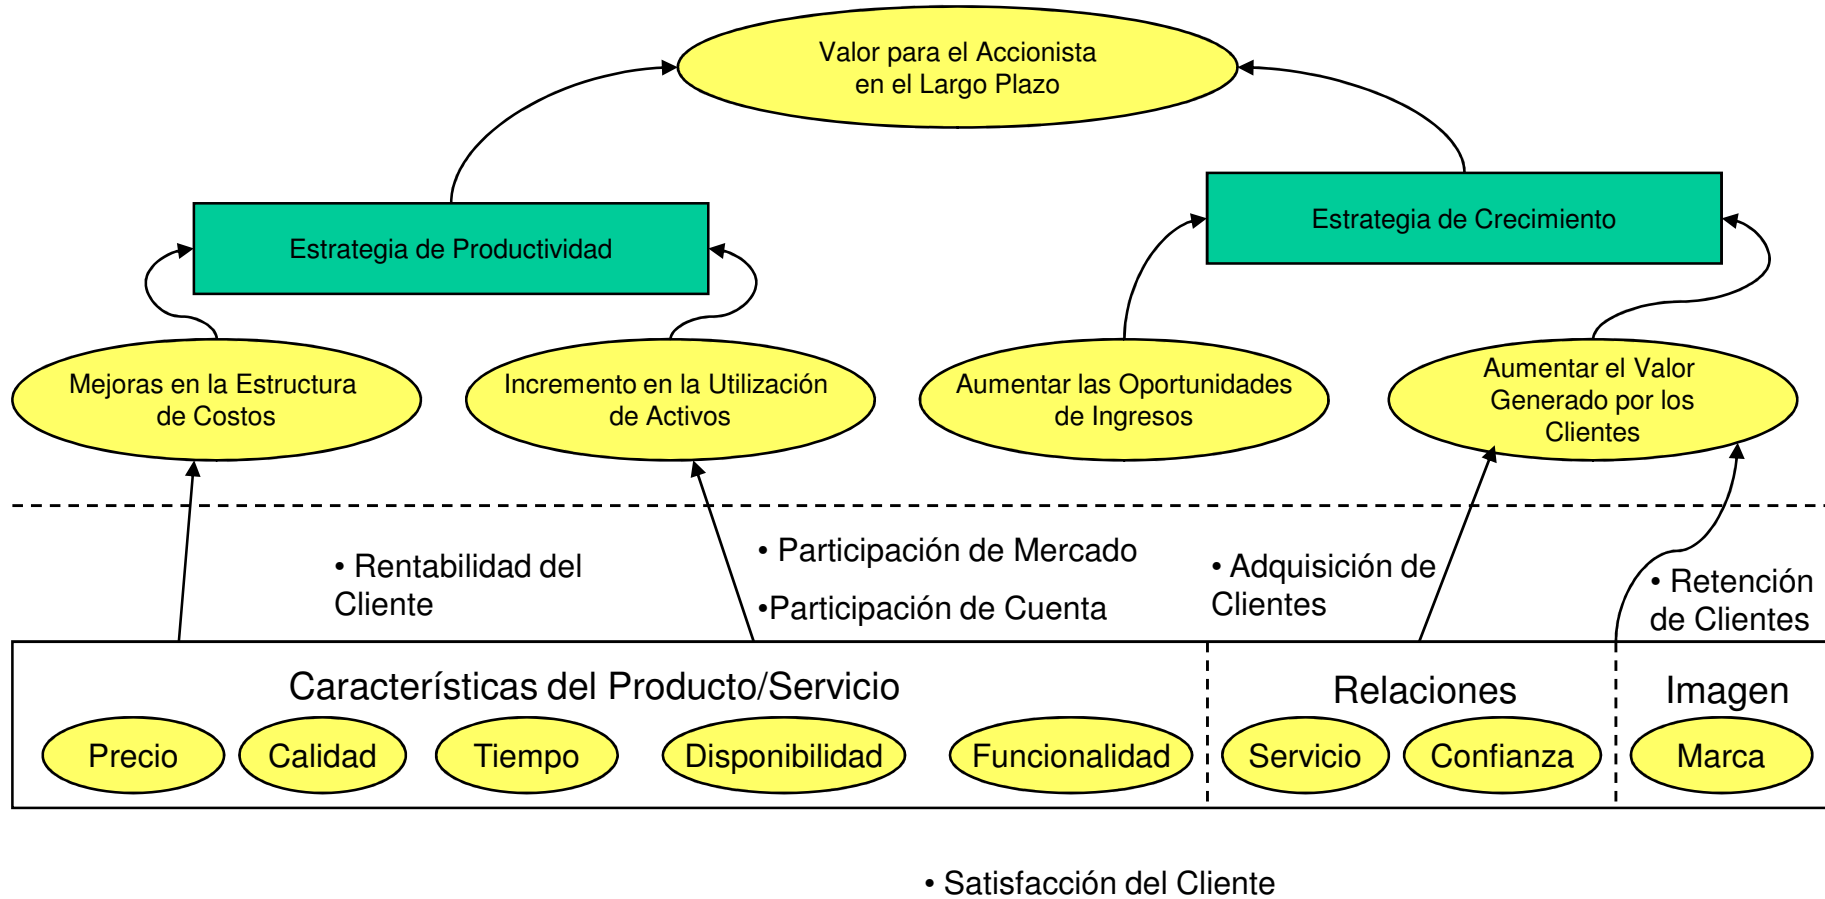 Valor para el Accionista
en el Largo Plazo
Estrategia de Productividad
Estrategia de Crecimiento
Mejoras en la Estructura
de Costos
Incremento en la Utilización
de Activos
Aumentar las Oportunidades
de Ingresos
Aumentar el Valor
Generado por los
Clientes
• Rentabilidad del
Cliente
• Participación de Mercado
•Participación de Cuenta
• Adquisición de
Clientes
• Retención
de Clientes
Características del Producto/Servicio
Relaciones
Imagen
Precio
Calidad
Tiempo
Disponibilidad
Funcionalidad
Servicio
Confianza
Marca
• Satisfacción del Cliente